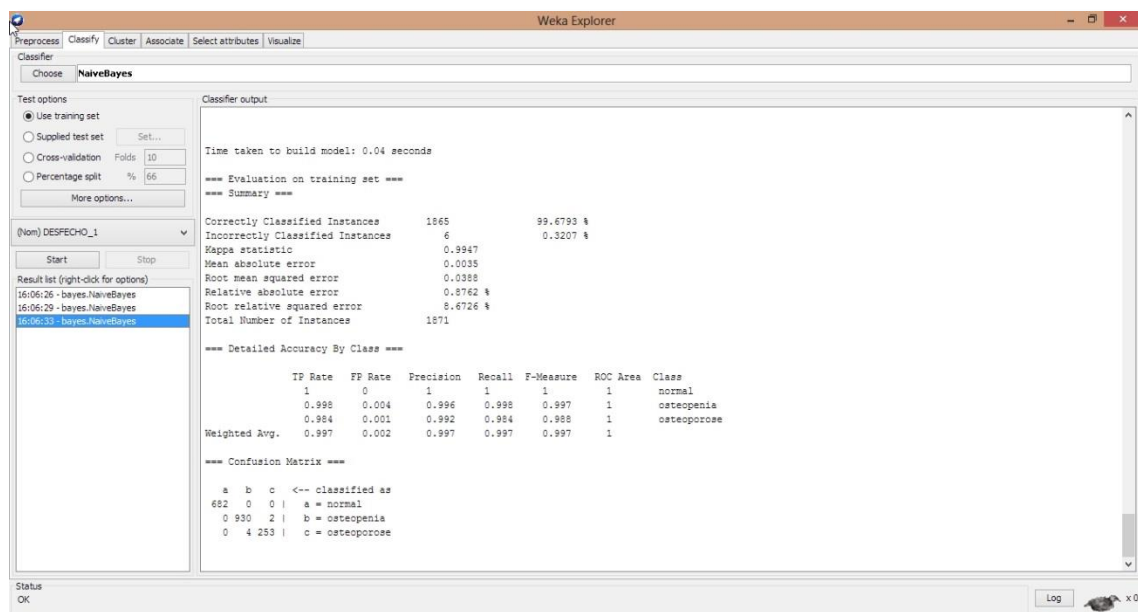 Weka Explorer
Preprocess Classify Cluster Associate Select attributes Visualize
Classifier
Choose NaiveBayes
Test options
Use training set
Supplied test set Set...
Cross-validation Folds 10
Percentage split % 66
More options...
(Nom) DESFECHO_1
Start Stop
Result list (right-click for options)
16:06:26 - bayes.NaiveBayes
16:06:29 - bayes.NaiveBayes
16:06:33 - bayes.NaiveBayes
Classifier output
Time taken to build model: 0.04 seconds
=== Evaluation on training set ===
=== Summary ===
Correctly Classified Instances 1865 99.6793 %
Incorrectly Classified Instances 6 0.3207 %
Kappa statistic 0.9947
Mean absolute error 0.0035
Root mean squared error 0.0388
Relative absolute error 0.8762 %
Root relative squared error 8.6726 %
Total Number of Instances 1871
=== Detailed Accuracy By Class ===
TP Rate FP Rate Precision Recall F-Measure ROC Area Class
1 0 1 1 1 1 normal
0.998 0.004 0.996 0.998 0.997 1 osteopenia
0.984 0.001 0.992 0.984 0.988 1 osteoporose
Weighted Avg. 0.997 0.002 0.997 0.997 0.997 1
=== Confusion Matrix ===
a b c <-- classified as
682 0 0 | a = normal
0 930 2 | b = osteopenia
0 4 253 | c = osteoporose
Status
OK
Log x 0